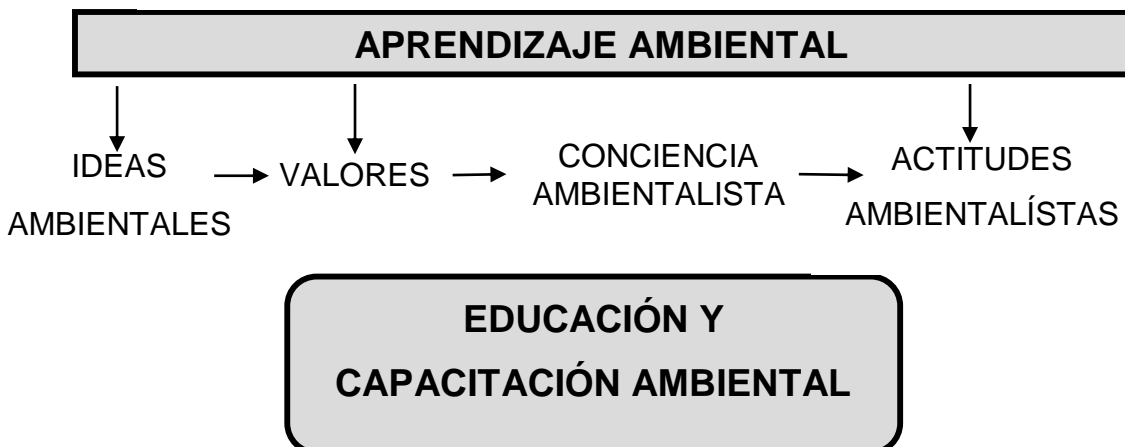 APRENDIZAJE AMBIENTAL
IDEAS
AMBIENTALES
VALORES
CONCIENCIA
AMBIENTALISTA
ACTITUDES
AMBIENTALÍSTAS
EDUCACIÓN Y
CAPACITACIÓN AMBIENTAL